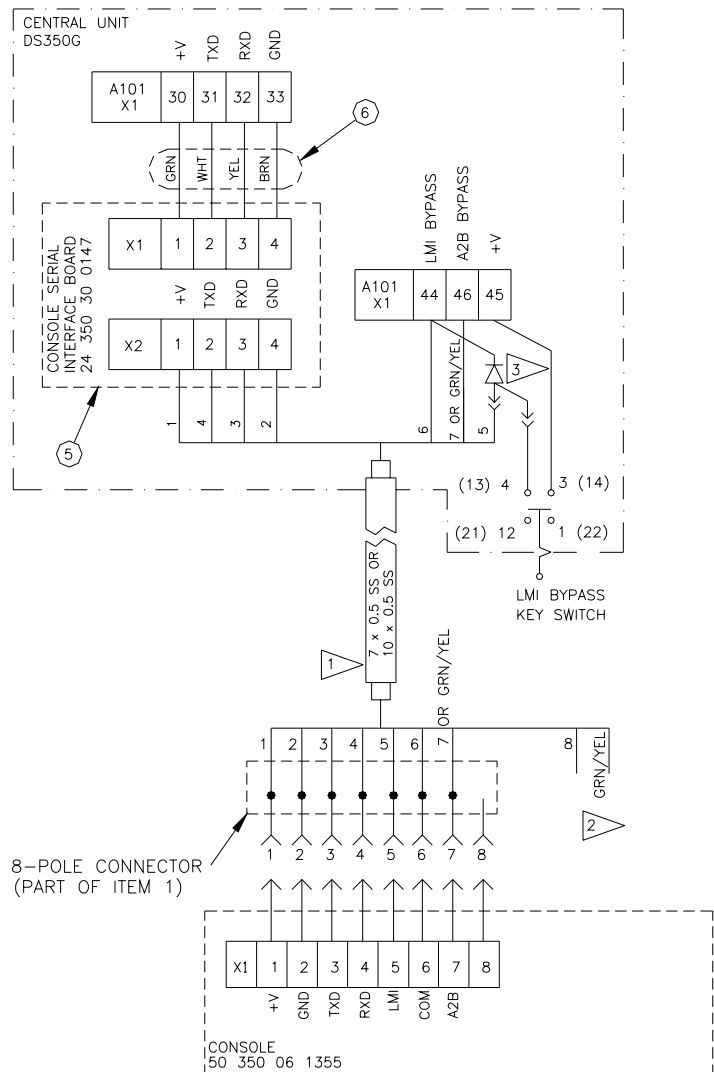 CENTRAL UNIT
DS350G
+V
TXD
RXD
GND
A101
X1
30
31
32
33
6
GRN
WHT
YEL
BRN
CONSOLE SERIAL
INTERFACE BOARD
24 350 30 0147
X1
1
2
3
4
+V
TXD
RXD
GND
X2
1
2
3
4
LMI BYPASS
A2B BYPASS
+V
A101
X1
44
46
45
3
5
1
4
3
2
6
7 OR GRN/YEL
5
(13) 4
3 (14)
(21) 12
1 (22)
LMI BYPASS
KEY SWITCH
7 x 0.5 SS OR
10 x 0.5 SS
1
1
2
3
4
5
6
7 OR GRN/YEL
8
GRN/YEL
2
8-POLE CONNECTOR
(PART OF ITEM 1)
1
2
3
4
5
6
7
8
X1
1
2
3
4
5
6
7
8
+V
GND
TXD
RXD
LMI
COM
A2B
CONSOLE
50 350 06 1355